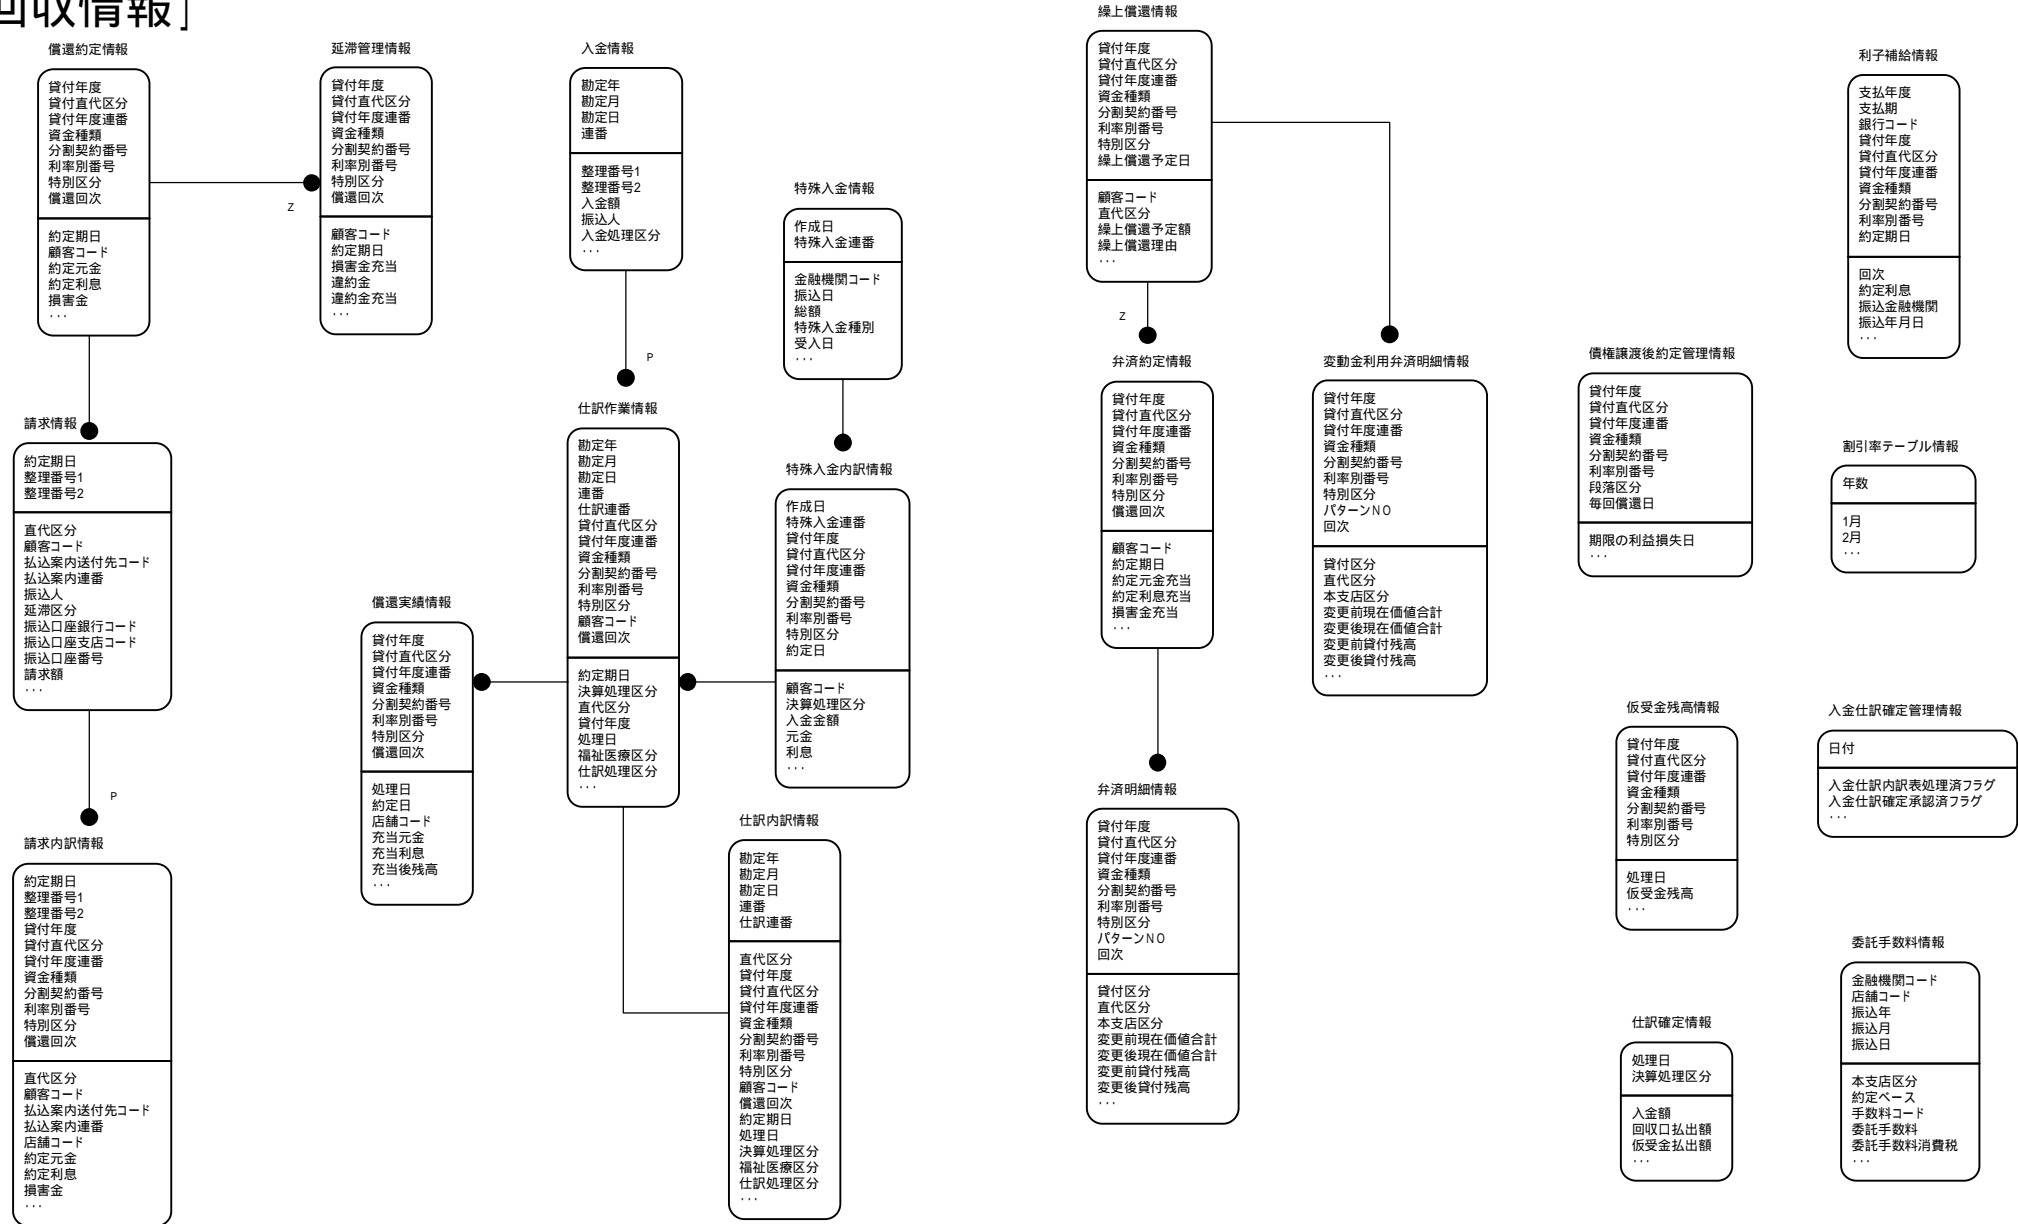 回収情報]
償還約定情報
貸付年度
貸付直代区分
貸付年度連番
資金種類
分割契約番号
利率別番号
特別区分
償還回次
約定期日
顧客コード
約定元金
約定利息
損害金
...
延滞管理情報
貸付年度
貸付直代区分
貸付年度連番
資金種類
分割契約番号
利率別番号
特別区分
償還回次
顧客コード
約定期日
損害金充当
違約金
違約金充当
...
Z
入金情報
勘定年
勘定月
勘定日
連番
整理番号1
整理番号2
入金額
振込人
入金処理区分
...
P
特殊入金情報
作成日
特殊入金連番
金融機関コード
振込日
総額
特殊入金種別
受入日
...
請求情報
約定期日
整理番号1
整理番号2
直代区分
顧客コード
払込案内送付先コード
払込案内連番
振込人
延滞区分
振込口座銀行コード
振込口座支店コード
振込口座番号
請求額
...
P
請求内訳情報
約定期日
整理番号1
整理番号2
貸付年度
貸付直代区分
貸付年度連番
資金種類
分割契約番号
利率別番号
特別区分
償還回次
直代区分
顧客コード
払込案内送付先コード
払込案内連番
店舗コード
約定元金
約定利息
損害金
...
償還実績情報
貸付年度
貸付直代区分
貸付年度連番
資金種類
分割契約番号
利率別番号
特別区分
償還回次
処理日
約定日
店舗コード
充当元金
充当利息
充当後残高
...
仕訳作業情報
勘定年
勘定月
勘定日
連番
仕訳連番
貸付直代区分
貸付年度連番
資金種類
分割契約番号
利率別番号
特別区分
顧客コード
償還回次
約定期日
決算処理区分
直代区分
貸付年度
処理日
福祉医療区分
仕訳処理区分
...
特殊入金内訳情報
作成日
特殊入金連番
貸付年度
貸付直代区分
貸付年度連番
資金種類
分割契約番号
利率別番号
特別区分
約定日
顧客コード
決算処理区分
入金金額
元金
利息
...
仕訳内訳情報
勘定年
勘定月
勘定日
連番
仕訳連番
直代区分
貸付年度
貸付直代区分
貸付年度連番
資金種類
分割契約番号
利率別番号
特別区分
顧客コード
償還回次
約定期日
処理日
決算処理区分
福祉医療区分
仕訳処理区分
...
繰上償還情報
貸付年度
貸付直代区分
貸付年度連番
資金種類
分割契約番号
利率別番号
特別区分
繰上償還予定日
顧客コード
直代区分
繰上償還予定額
繰上償還理由
...
Z
弁済約定情報
貸付年度
貸付直代区分
貸付年度連番
資金種類
分割契約番号
利率別番号
特別区分
償還回次
顧客コード
約定期日
約定元金充当
約定利息充当
損害金充当
...
弁済明細情報
貸付年度
貸付直代区分
貸付年度連番
資金種類
分割契約番号
利率別番号
特別区分
パターンNO
回次
貸付区分
直代区分
本支店区分
変更前現在価値合計
変更後現在価値合計
変更前貸付残高
変更後貸付残高
...
変動金利用弁済明細情報
貸付年度
貸付直代区分
貸付年度連番
資金種類
分割契約番号
利率別番号
特別区分
パターンNO
回次
貸付区分
直代区分
本支店区分
変更前現在価値合計
変更後現在価値合計
変更前貸付残高
変更後貸付残高
...
債権譲渡後約定管理情報
貸付年度
貸付直代区分
貸付年度連番
資金種類
分割契約番号
利率別番号
段落区分
毎回償還日
期限の利益損失日
...
利子補給情報
支払年度
支払期
銀行コード
貸付年度
貸付直代区分
貸付年度連番
資金種類
分割契約番号
利率別番号
約定期日
回次
約定利息
振込金融機関
振込年月日
...
割引率テーブル情報
年数
1月
2月
...
仮受金残高情報
貸付年度
貸付直代区分
貸付年度連番
資金種類
分割契約番号
利率別番号
特別区分
処理日
仮受金残高
...
入金仕訳確定管理情報
日付
入金仕訳内訳表処理済フラグ
入金仕訳確定承認済フラグ
...
仕訳確定情報
処理日
決算処理区分
入金額
回収口払出額
仮受金払出額
...
委託手数料情報
金融機関コード
店舗コード
振込年
振込月
振込日
本支店区分
約定ベース
手数料コード
委託手数料
委託手数料消費税
...